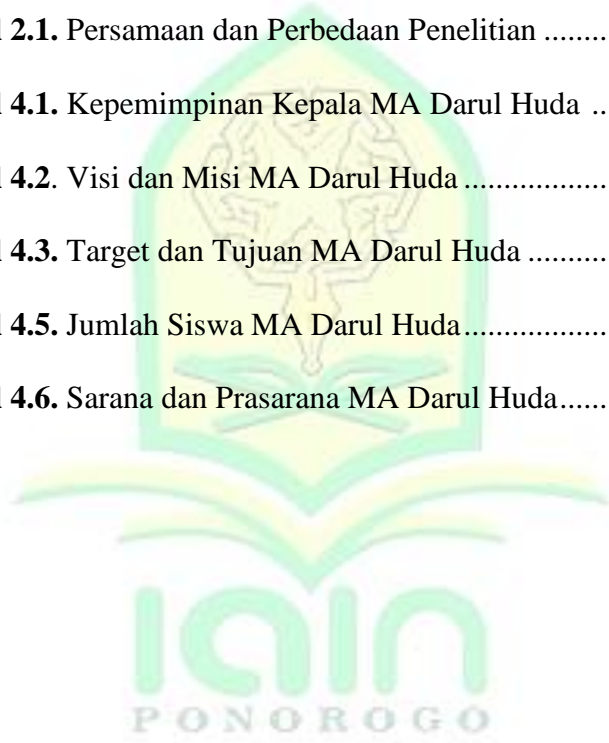 l 2.1. Persamaan dan Perbedaan Penelitian ........
l 4.1. Kepemimpinan Kepala MA Darul Huda ..
l 4.2. Visi dan Misi MA Darul Huda ..................
l 4.3. Target dan Tujuan MA Darul Huda ..........
l 4.5. Jumlah Siswa MA Darul Huda ..................
l 4.6. Sarana dan Prasarana MA Darul Huda ......
iain
PONOROGO